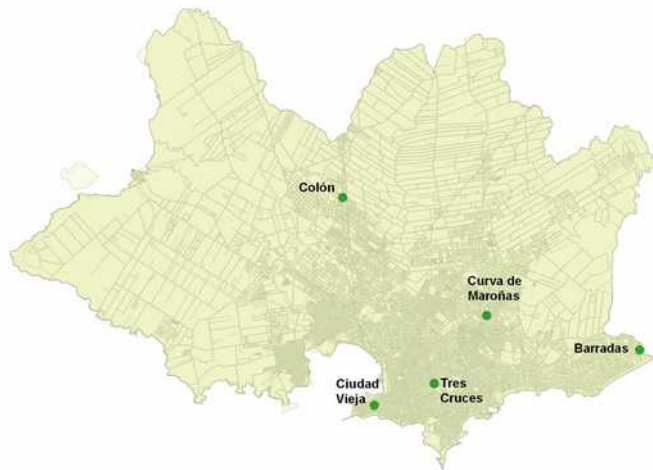 Colón
Curva de
Maroñas
Barradas
Ciudad
Vieja
Tres
Cruces